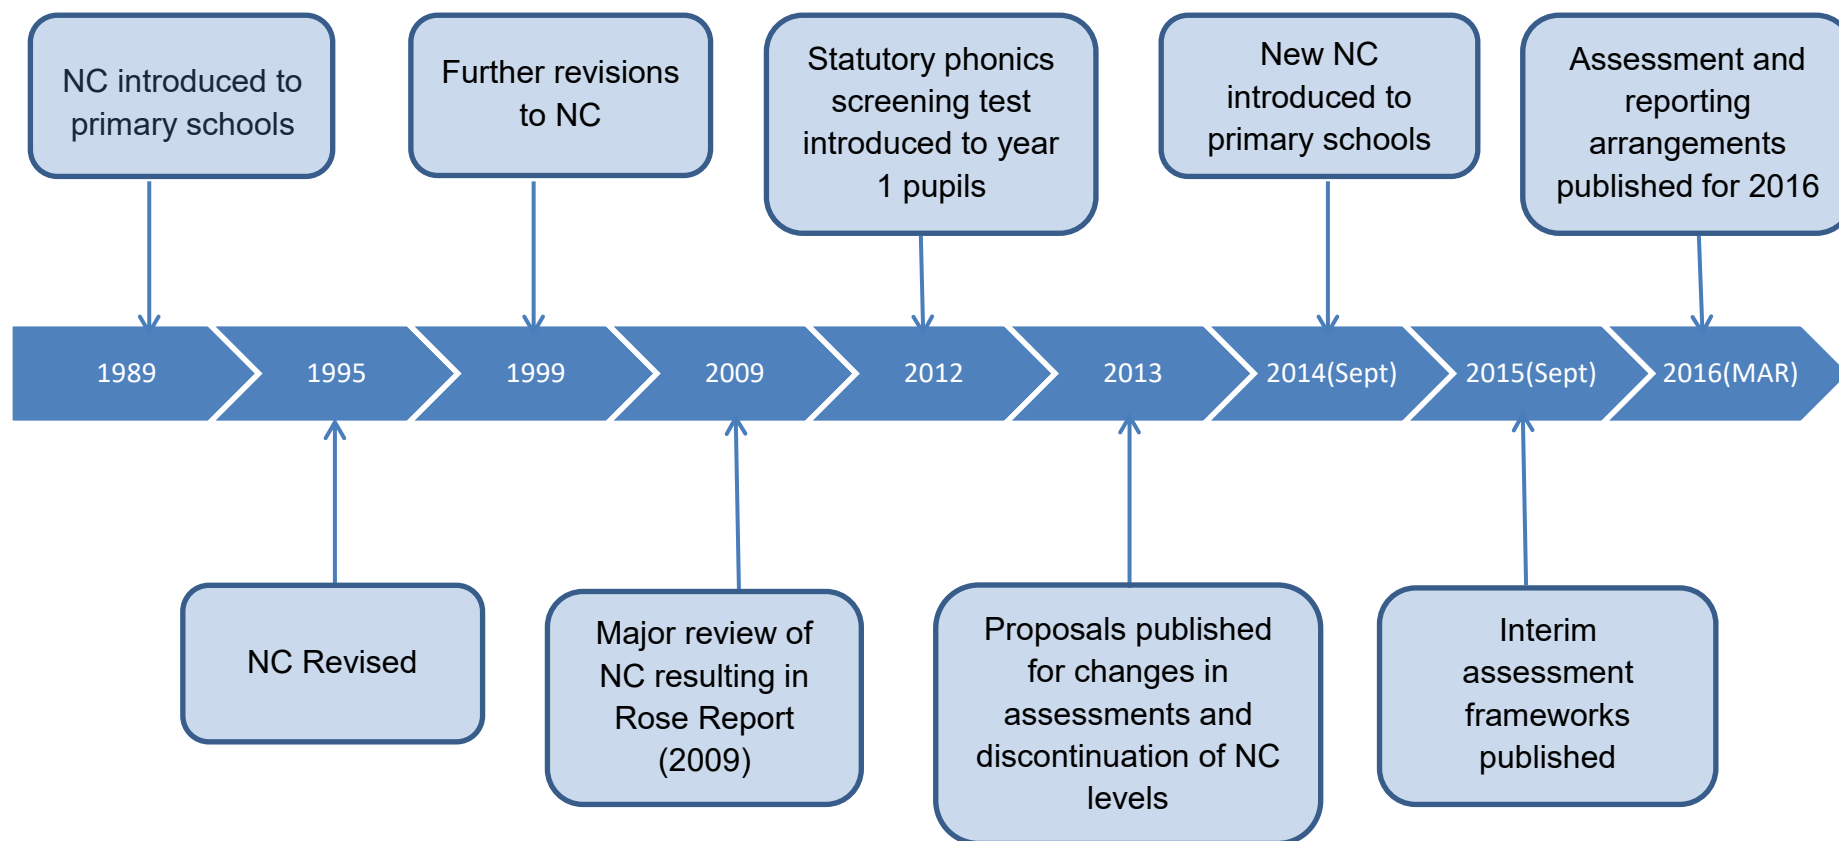 NC introduced to
primary schools
Further revisions
to NC
Statutory phonics
screening test
introduced to year
1 pupils
New NC
introduced to
primary schools
Assessment and
reporting
arrangements
published for 2016
1989
1995
1999
2009
2012
2013
2014(Sept)
2015(Sept)
2016(MAR)
NC Revised
Major review of
NC resulting in
Rose Report
(2009)
Proposals published
for changes in
assessments and
discontinuation of NC
levels
Interim
assessment
frameworks
published